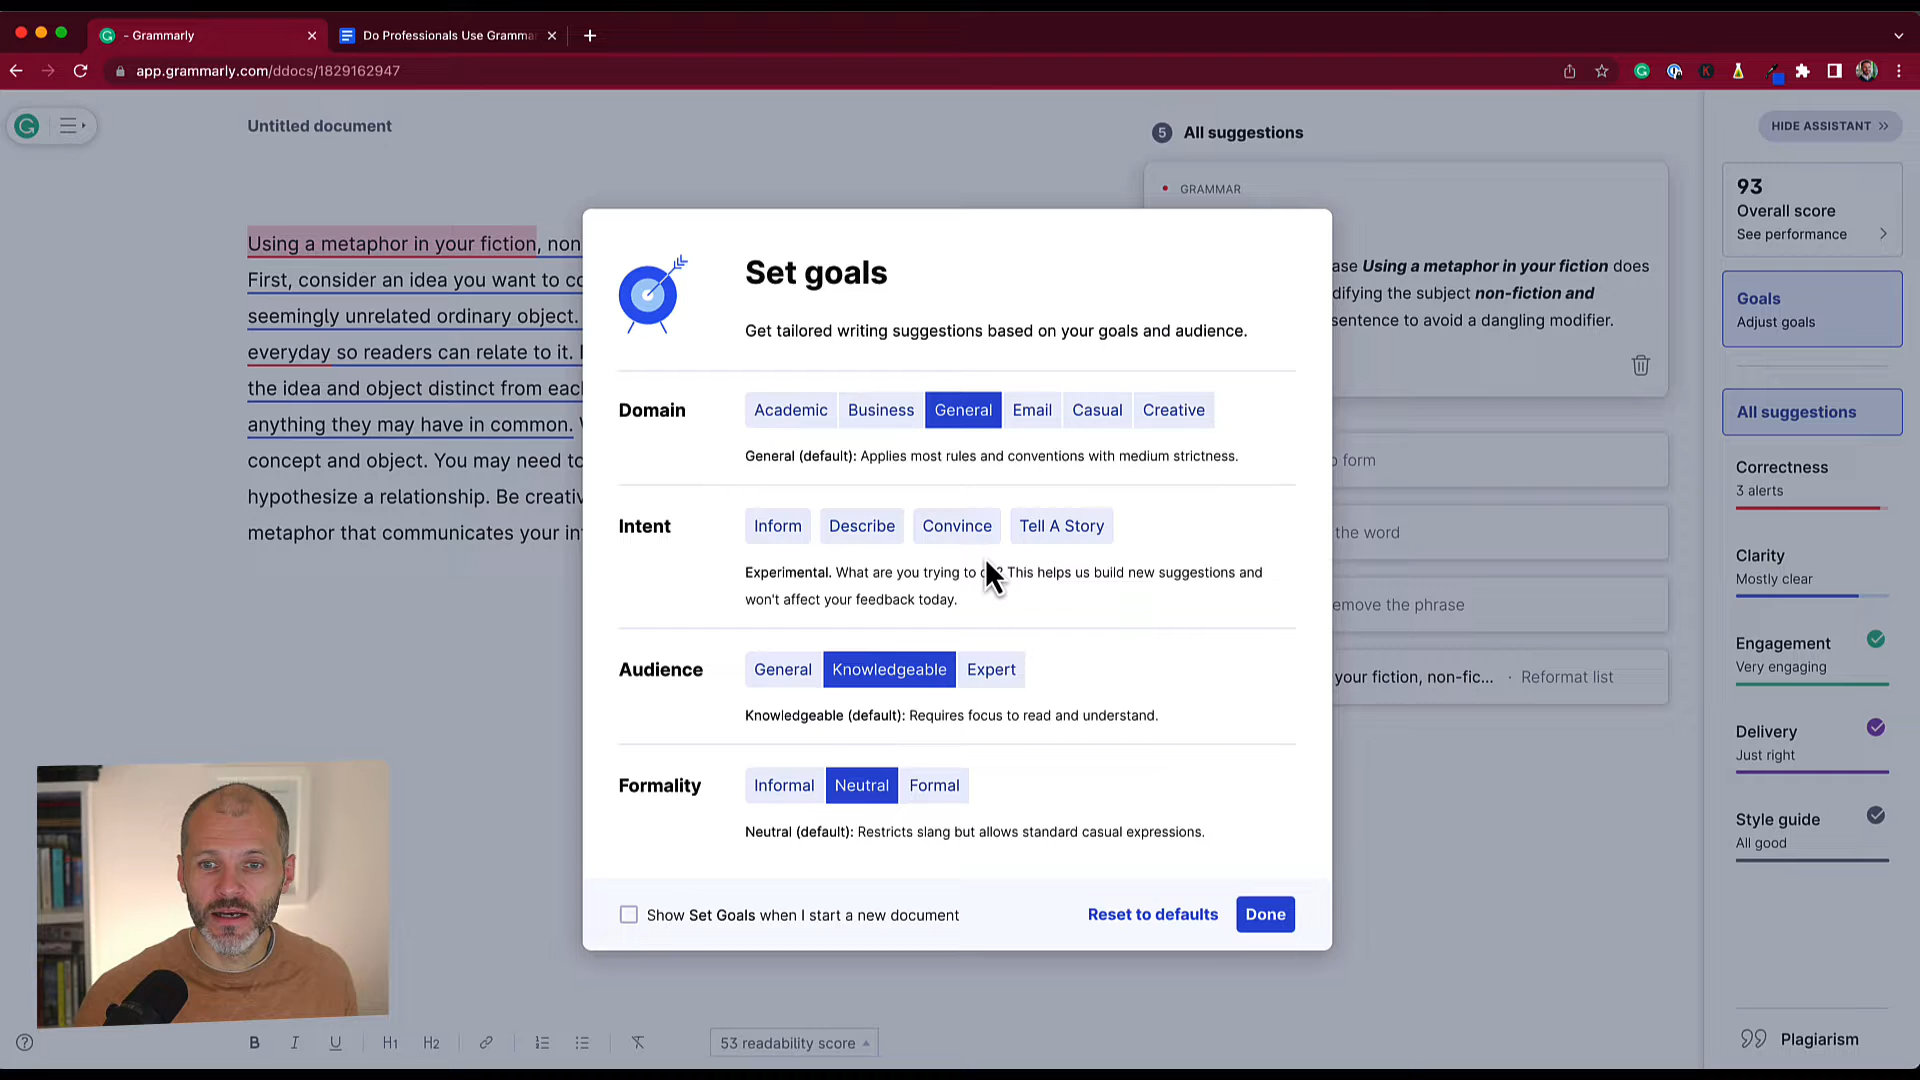 - Grammarly
Do Professionals Use Gramma
app.grammarly.com/ddocs/1829162947
Untitled document
5 All suggestions
HIDE ASSISTANT
GRAMMAR
93
Overall score
See performance
Using a metaphor in your fiction, non
First, consider an idea you want to co
seemingly unrelated ordinary object.
everyday so readers can relate to it.
the idea and object distinct from eac
anything they may have in common.
concept and object. You may need to
hypothesize a relationship. Be creativ
metaphor that communicates your in
Set goals
Get tailored writing suggestions based on your goals and audience.
Domain
Academic Business General Email Casual Creative
General (default): Applies most rules and conventions with medium strictness.
Intent
Inform Describe Convince Tell A Story
Experimental. What are you trying to This helps us build new suggestions and
won't affect your feedback today.
Audience
General Knowledgeable Expert
Knowledgeable (default): Requires focus to read and understand.
Formality
Informal Neutral Formal
Neutral (default): Restricts slang but allows standard casual expressions.
Show Set Goals when I start a new document
Reset to defaults
Done
ase Using a metaphor in your fiction does
difying the subject non-fiction and
sentence to avoid a dangling modifier.
form
the word
emove the phrase
your fiction, non-fic... · Reformat list
Goals
Adjust goals
All suggestions
Correctness
3 alerts
Clarity
Mostly clear
Engagement
Very engaging
Delivery
Just right
Style guide
All good
Plagiarism
B I U H1 H2
53 readability score